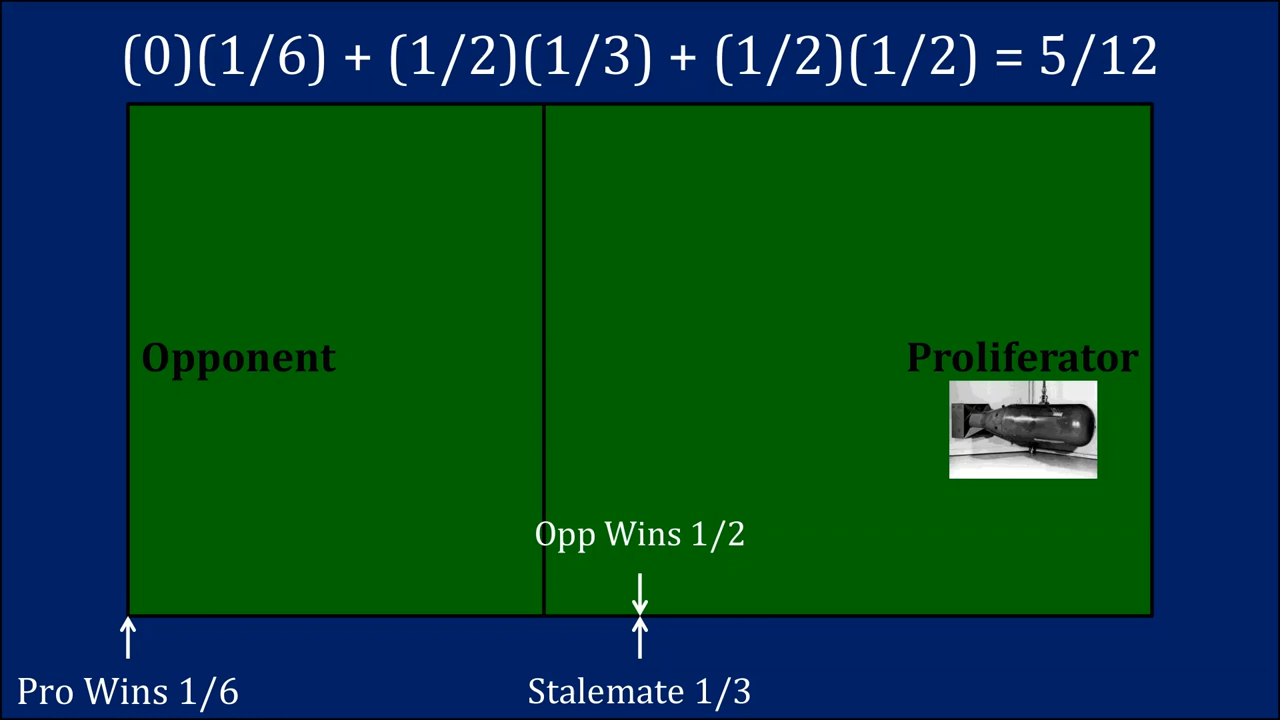 (0)(1/6) + (1/2)(1/3) + (1/2)(1/2) = 5/12
Opponent
Proliferator
Opp Wins 1/2
Pro Wins 1/6
Stalemate 1/3